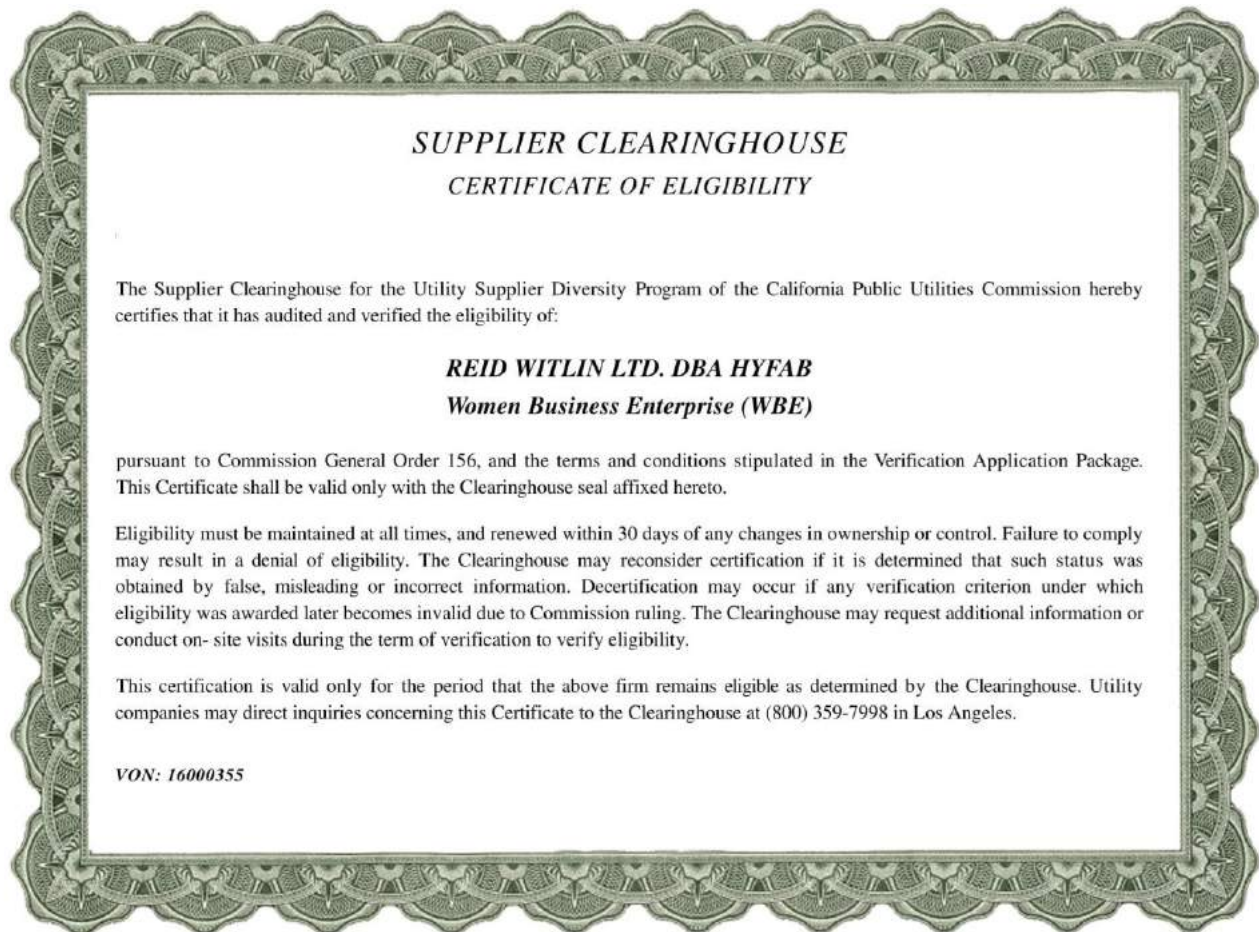 SUPPLIER CLEARINGHOUSE
CERTIFICATE OF ELIGIBILITY
The Supplier Clearinghouse for the Utility Supplier Diversity Program of the California Public Utilities Commission hereby
certifies that it has audited and verified the eligibility of:
REID WITLIN LTD. DBA HYFAB
Women Business Enterprise (WBE)
pursuant to Commission General Order 156, and the terms and conditions stipulated in the Verification Application Package.
This Certificate shall be valid only with the Clearinghouse seal affixed hereto.
Eligibility must be maintained at all times, and renewed within 30 days of any changes in ownership or control. Failure to comply
may result in a denial of eligibility. The Clearinghouse may reconsider certification if it is determined that such status was
obtained by false, misleading or incorrect information. Decertification may occur if any verification criterion under which
eligibility was awarded later becomes invalid due to Commission ruling. The Clearinghouse may request additional information or
conduct on- site visits during the term of verification to verify eligibility.
This certification is valid only for the period that the above firm remains eligible as determined by the Clearinghouse. Utility
companies may direct inquiries concerning this Certificate to the Clearinghouse at (800) 359-7998 in Los Angeles.
VON: 16000355